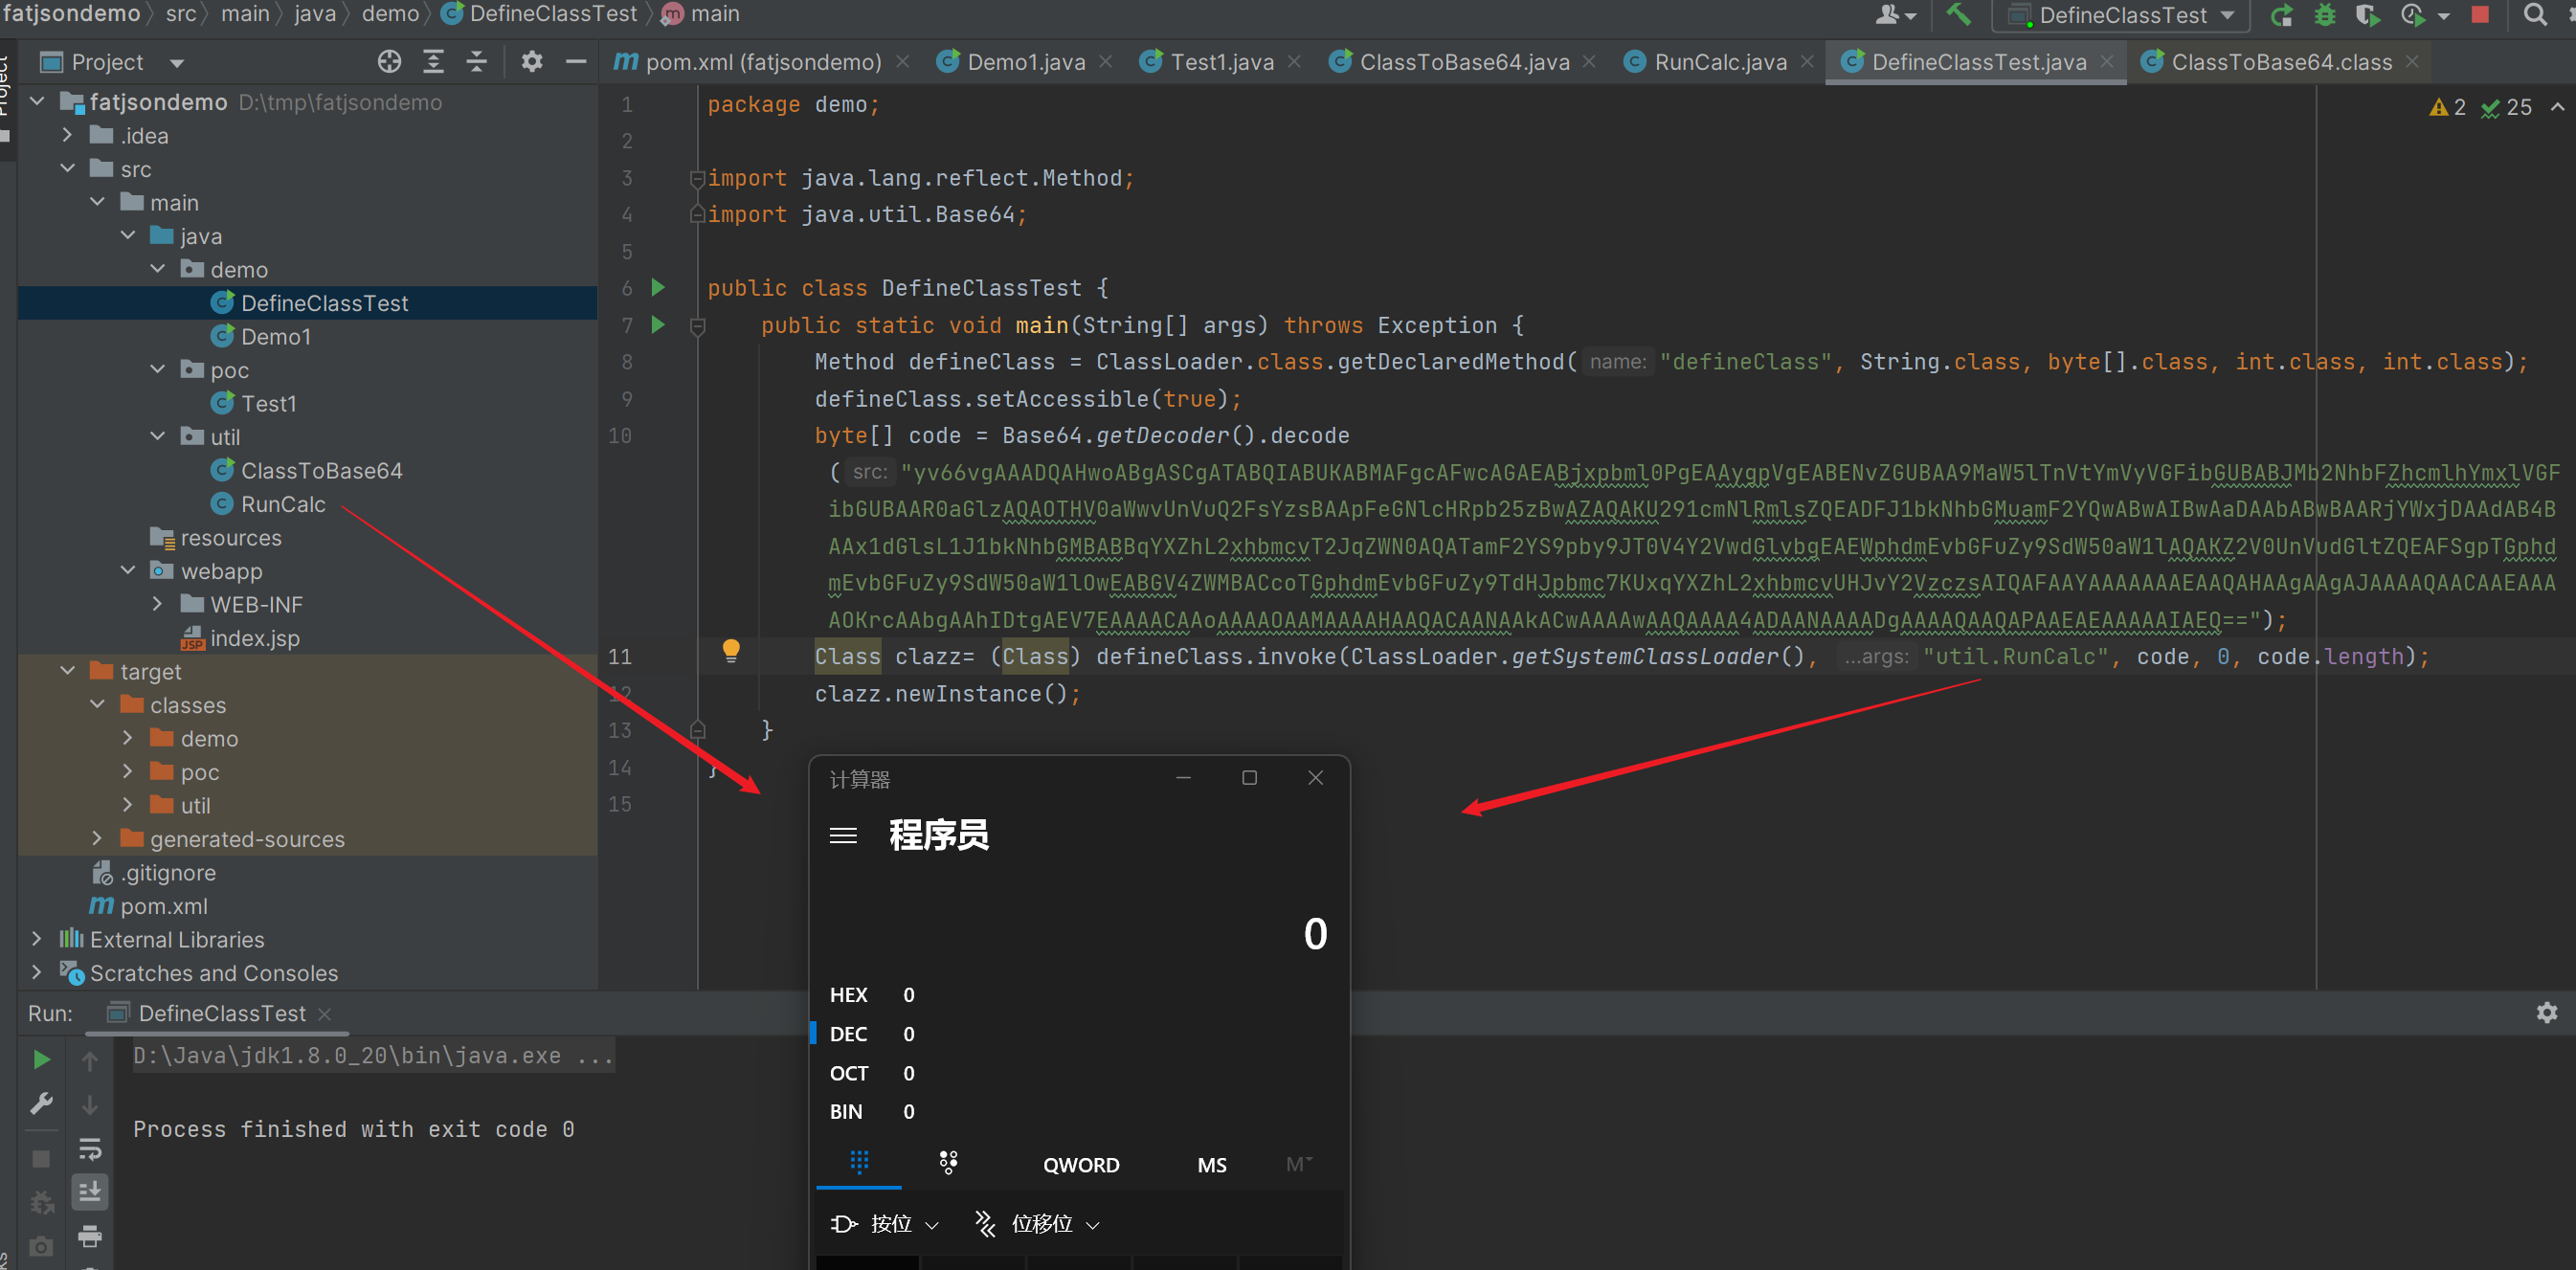 fatjsondemo 〉 src 〉 main 〉 java 〉 demo 〉 DefineClassTest 〉 main
DefineClassTest
Project
pom.xml (fatjsondemo)
Demo1.java
Test1.java
ClassToBase64.java
RunCalc.java
DefineClassTest.java
ClassToBase64.class
2 25
fatjsondemo D:\tmp\fatjsondemo
.idea
src
main
java
demo
DefineClassTest
Demo1
poc
Test1
util
ClassToBase64
RunCalc
resources
webapp
WEB-INF
index.jsp
target
classes
demo
poc
util
generated-sources
.gitignore
pom.xml
External Libraries
Scratches and Consoles
1 package demo;
2
3 import java.lang.reflect.Method;
4 import java.util.Base64;
5
6 public class DefineClassTest {
7 public static void main(String[] args) throws Exception {
8 Method defineClass = ClassLoader.class.getDeclaredMethod( name: "defineClass", String.class, byte[].class, int.class, int.class);
9 defineClass.setAccessible(true);
10 byte[] code = Base64.getDecoder().decode
( src: "yv66vgAAADQAHwoABgASCgATABQIABUKABMAFgcAFwcAGAEABjxpbml0PgEAAygpVgEABENvZGUBAA9MaW5lTnVtYmVyVGFibGUBABJMb2NhbFZhcmlhYmxlVGF
ibGUBAAR0aGlzAQAOTHV0aWwvUnVuQ2FsYzsBAApFeGNlcHRpb25zBwAZAQAKU291cmNlRmlsZQEADFJ1bkNhbGMuamF2YQwABwAIBwAaDAAbABwBAARjYWxjDAAdAB4B
AAx1dGlsL1J1bkNhbGMBABBqYXZhL2xhbmcvT2JqZWN0AQATamF2YS9pby9JT0V4Y2VwdGlvbgEAEWphdmEvbGFuZy9SdW50aW1lAQAKZ2V0UnVudGltZQEAFSgpTGphd
mEvbGFuZy9SdW50aW1lOwEABGV4ZWMBACcoTGphdmEvbGFuZy9TdHJpbmc7KUxqYXZhL2xhbmcvUHJvY2VzczsAIQAFAAYAAAAAAAEAAQAHAAgAAgAJAAAAQAACAAEAAA
AOKrcAAbgAAhIDtgAEV7EAAAACAAoAAAAOAAMAAAAHAAQACAANAAkACwAAAAwAAQAAAA4ADAANAAAADgAAAAQAAQAPAAEAEAAAAAIAEQ==");
11 Class clazz= (Class) defineClass.invoke(ClassLoader.getSystemClassLoader(), ...args: "util.RunCalc", code, 0, code.length);
12 clazz.newInstance();
13 }
14 }
15
计算器
程序员
0
HEX 0
DEC 0
OCT 0
BIN 0
QWORD MS M
按位 位移位
Run: DefineClassTest
D:\Java\jdk1.8.0_20\bin\java.exe ...
Process finished with exit code 0